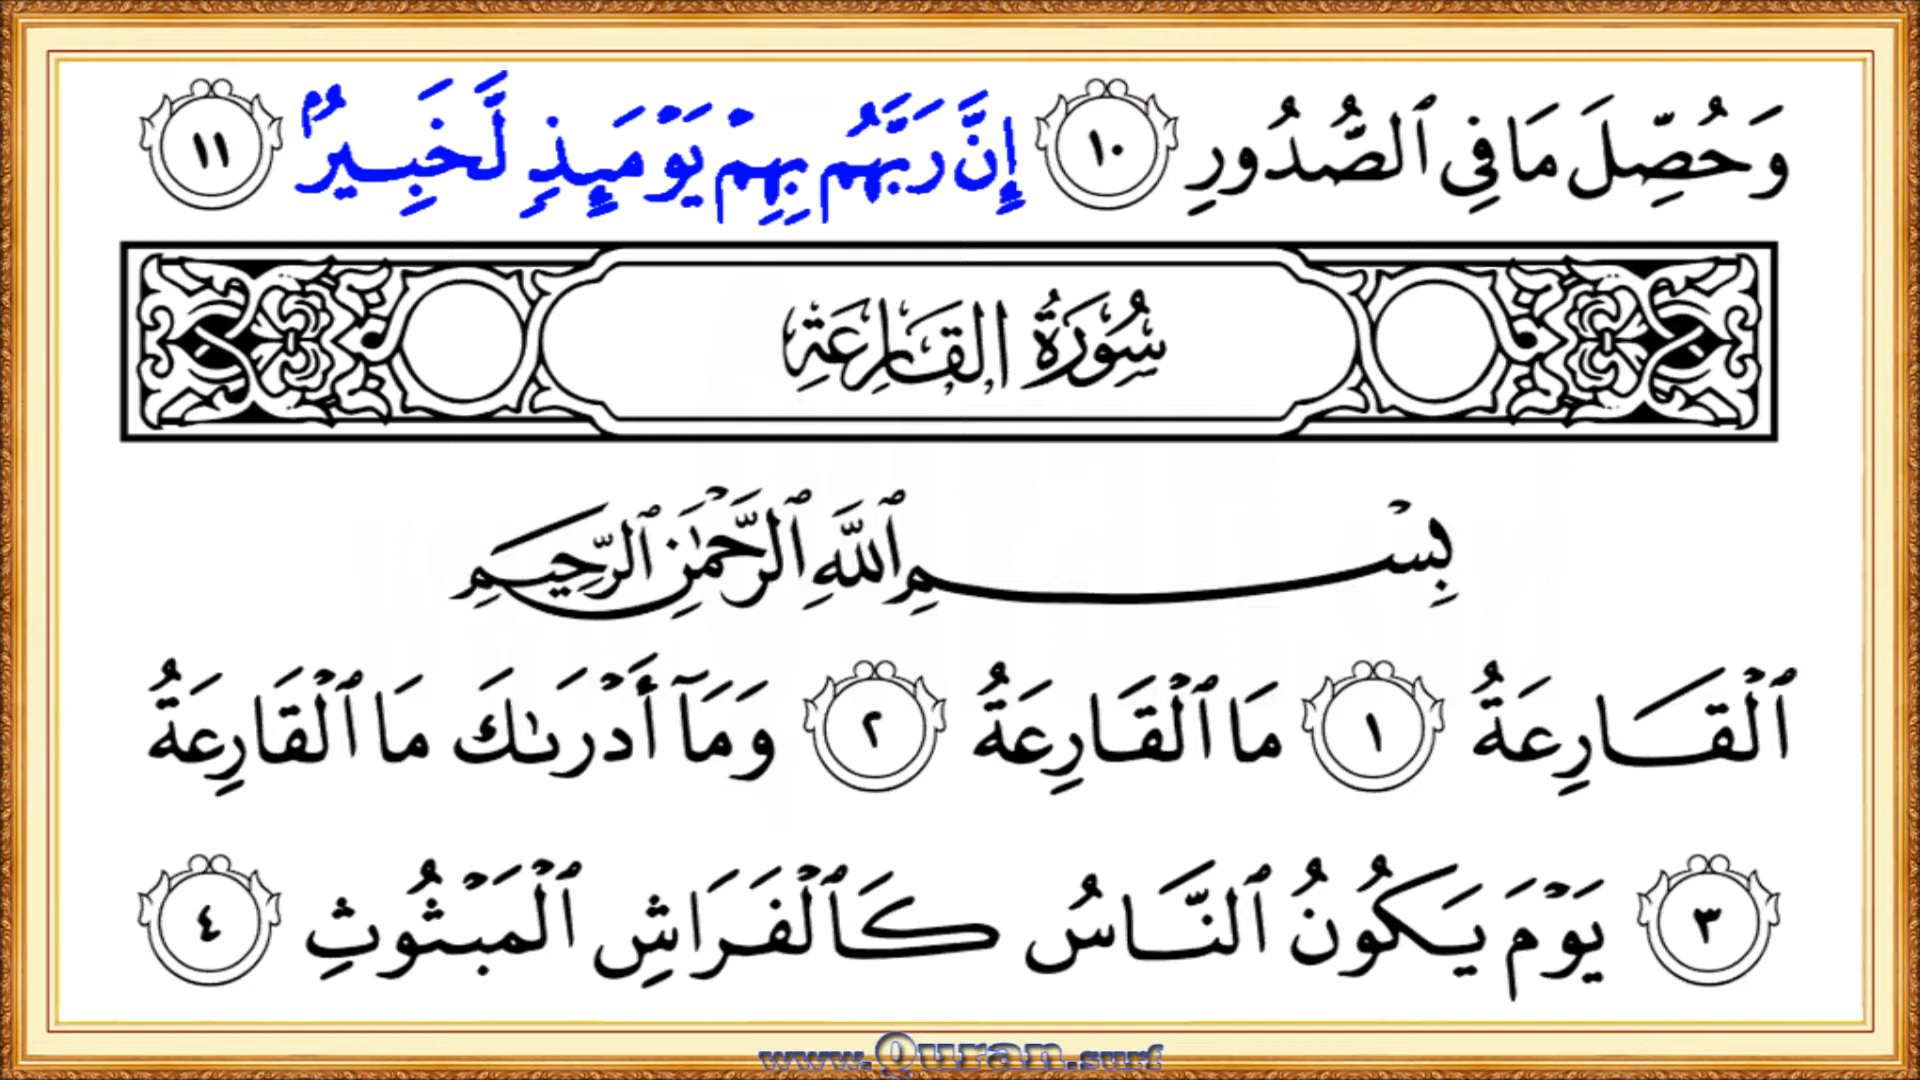 وَحُصِّلَ مَا فِي ٱلصُّدُورِ ١٠ إِنَّ رَبَّهُم بِهِمْ يَوْمَئِذٍ لَّخَبِيرٌۢ ١١
سُورَةُ القَارِعَةِ
بِسْمِ ٱللَّهِ ٱلرَّحْمَٰنِ ٱلرَّحِيمِ
ٱلْقَارِعَةُ ١ مَا ٱلْقَارِعَةُ ٢ وَمَآ أَدْرَىٰكَ مَا ٱلْقَارِعَةُ
٣ يَوْمَ يَكُونُ ٱلنَّاسُ كَٱلْفَرَاشِ ٱلْمَبْثُوثِ ٤
www.Quran.surf